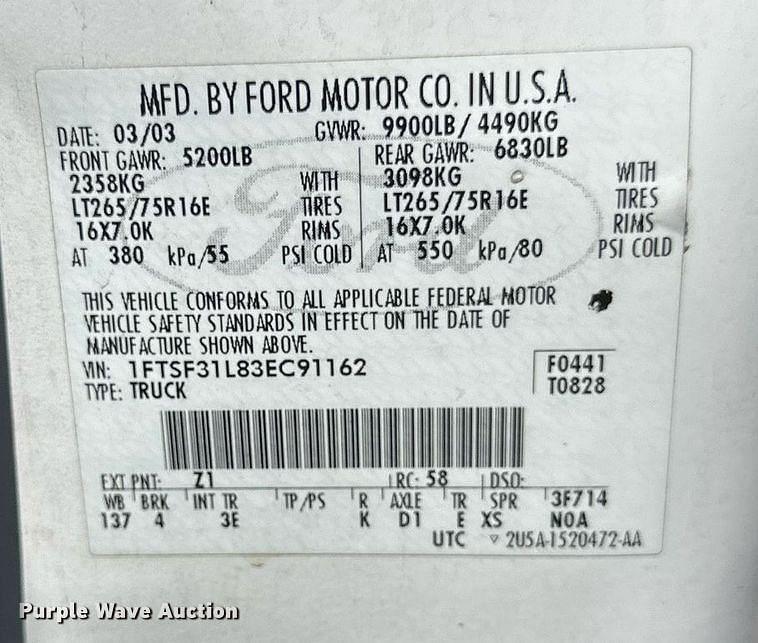 MFD. BY FORD MOTOR CO. IN U.S.A.
DATE: 03/03 GVWR: 9900LB/ 4490KG
FRONT GAWR: 5200LB REAR GAWR: 6830LB
2358KG WITH 3098KG WITH
LT265/75R16E TIRES LT265/75R16E TIRES
16X7.0K RIMS 16X7.0K RIMS
AT 380 kPa/55 PSI COLD AT 550 kPa/80 PSI COLD
Ford
THIS VEHICLE CONFORMS TO ALL APPLICABLE FEDERAL MOTOR
VEHICLE SAFETY STANDARDS IN EFFECT ON THE DATE OF
MANUFACTURE SHOWN ABOVE.
VIN: 1FTSF31L83EC91162 F0441
TYPE: TRUCK T0828
EXT PNT: Z1 RC: 58 DSO:
WB BRK INT TR TP/PS R AXLE TR SPR 3F714
137 4 3E K D1 E XS NOA
UTC ▽ 2U5A-1520472-AA
Purple Wave Auction